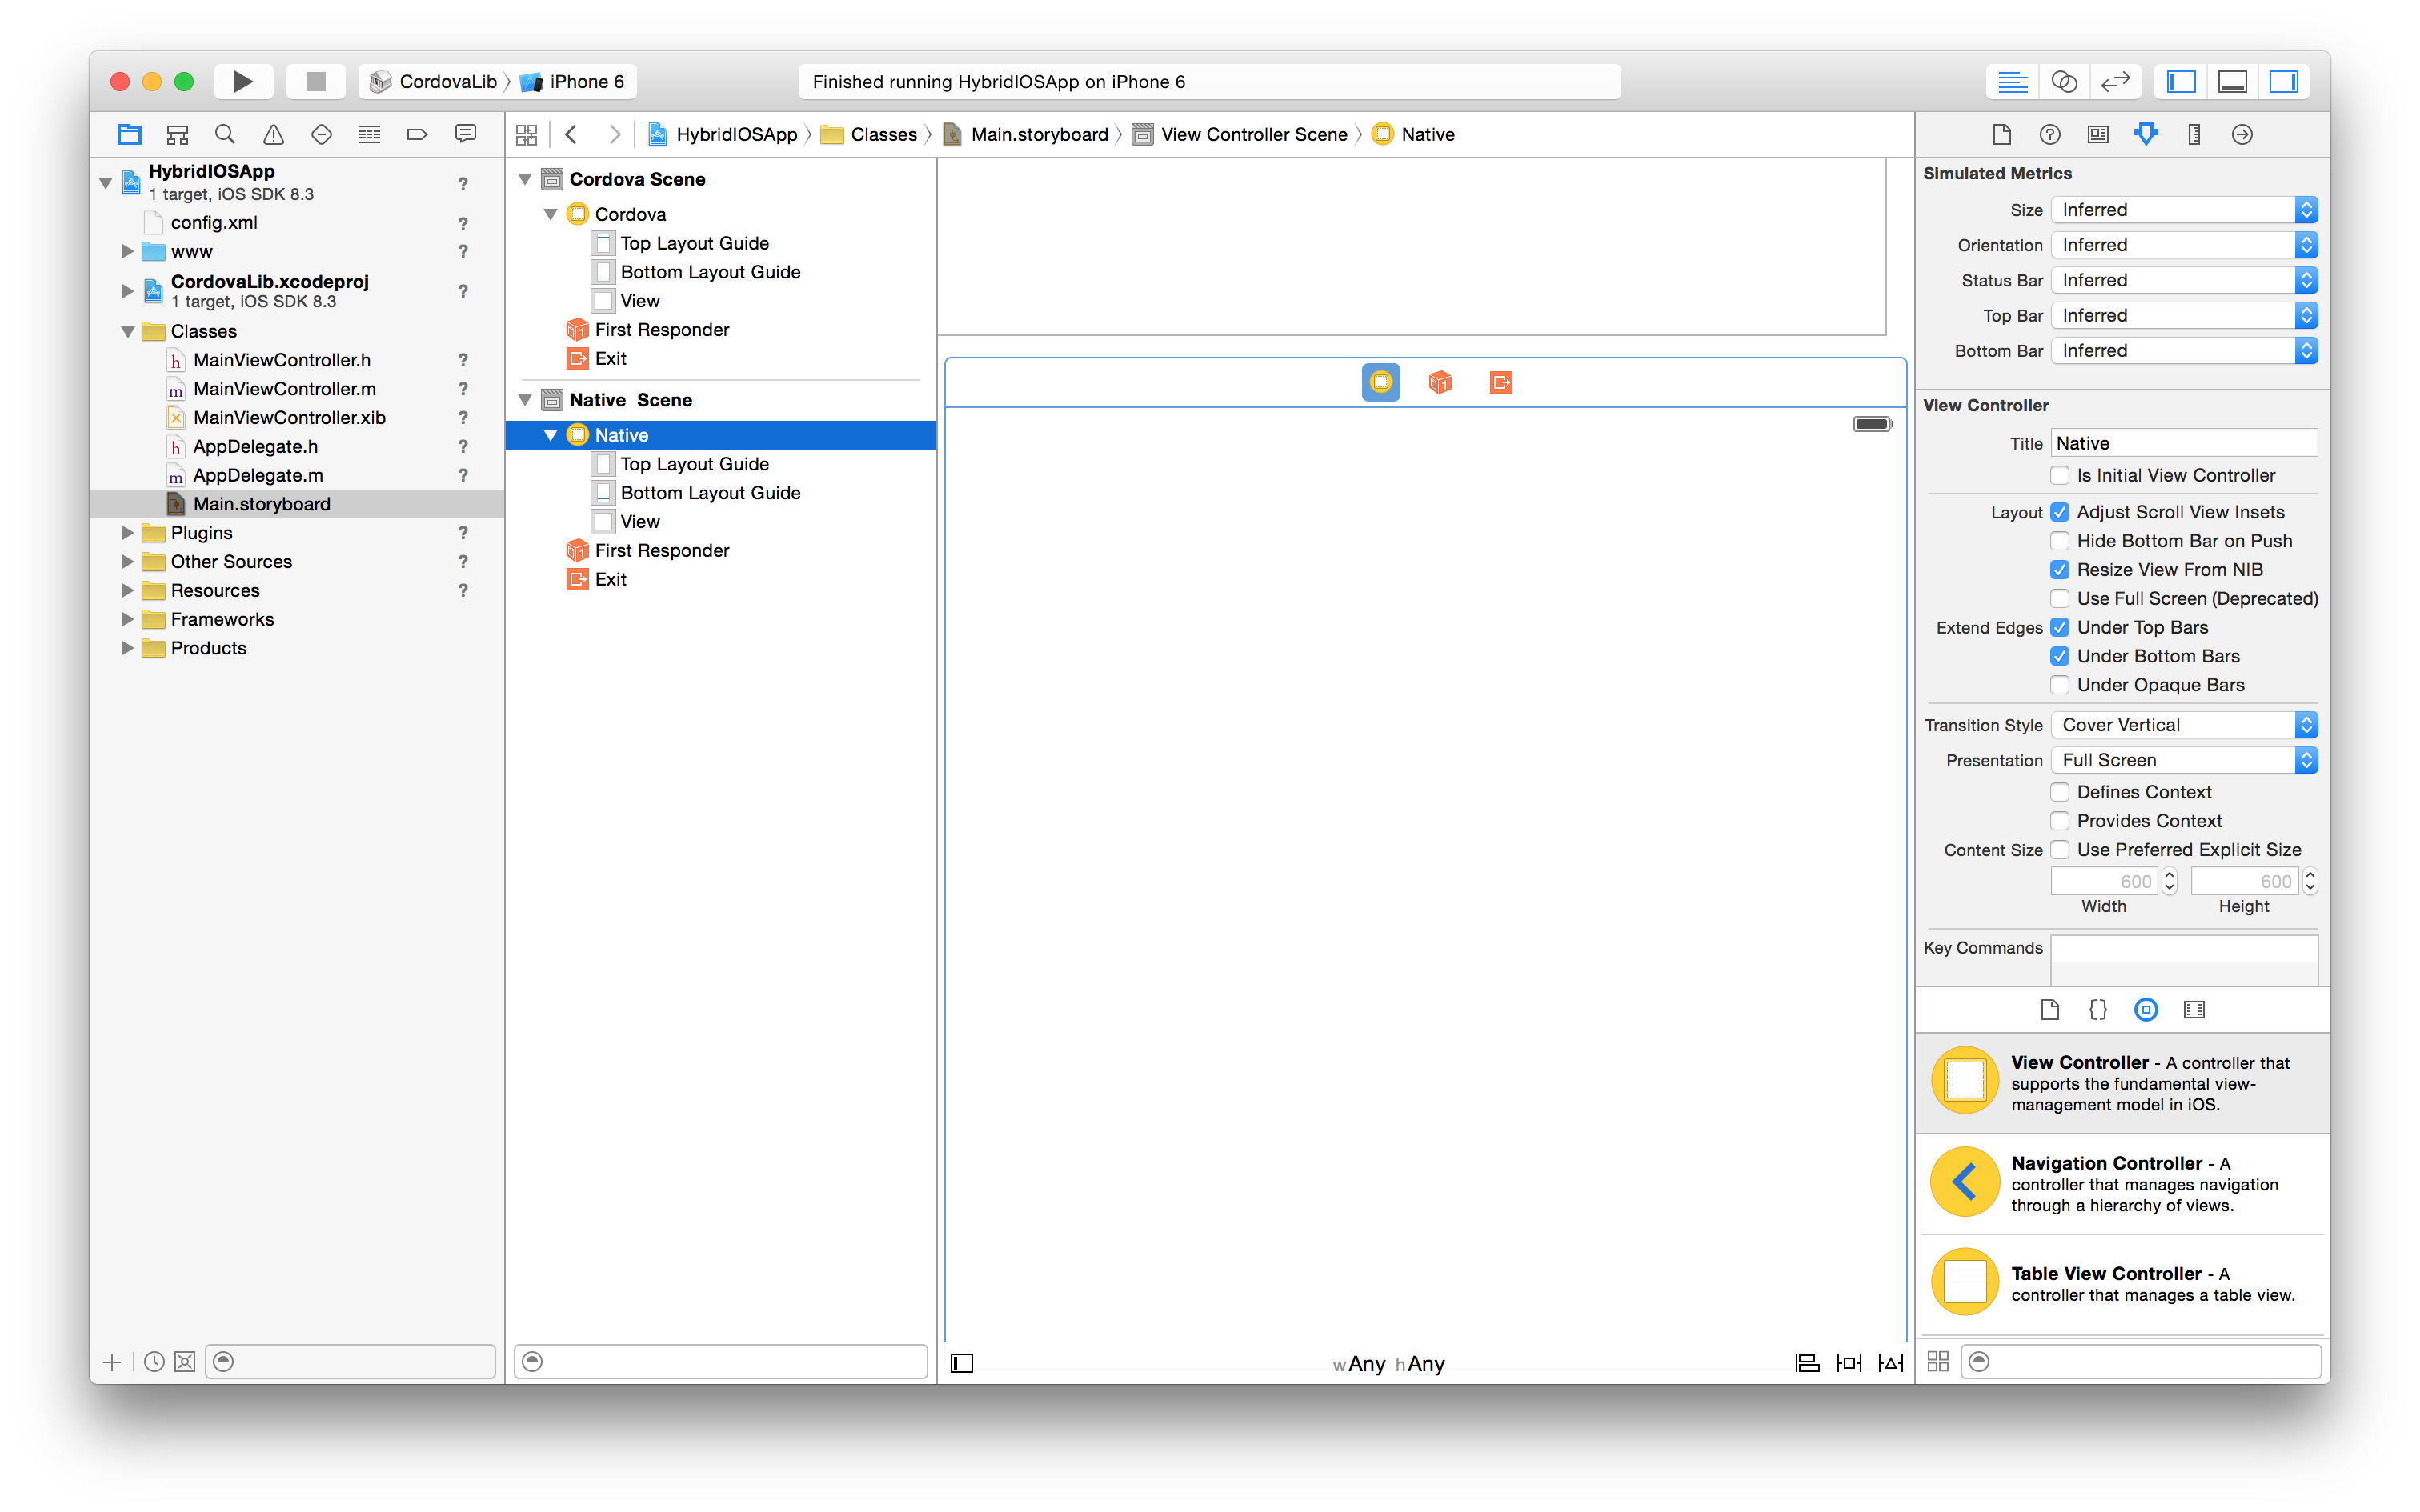 CordovaLib
iPhone 6
Finished running HybridIOSApp on iPhone 6
HybridIOSApp
1 target, iOS SDK 8.3
?
config.xml
?
www
?
CordovaLib.xcodeproj
1 target, iOS SDK 8.3
?
Classes
h MainViewController.h ?
m MainViewController.m ?
MainViewController.xib ?
h AppDelegate.h ?
m AppDelegate.m ?
Main.storyboard
Plugins ?
Other Sources ?
Resources ?
Frameworks
Products
HybridIOSApp
Classes
Main.storyboard
View Controller Scene
Native
Cordova Scene
Cordova
Top Layout Guide
Bottom Layout Guide
View
First Responder
Exit
Native Scene
Native
Top Layout Guide
Bottom Layout Guide
View
First Responder
Exit
wAny hAny
Simulated Metrics
Size Inferred
Orientation Inferred
Status Bar Inferred
Top Bar Inferred
Bottom Bar Inferred
View Controller
Title Native
Is Initial View Controller
Layout Adjust Scroll View Insets
Hide Bottom Bar on Push
Resize View From NIB
Use Full Screen (Deprecated)
Extend Edges Under Top Bars
Under Bottom Bars
Under Opaque Bars
Transition Style Cover Vertical
Presentation Full Screen
Defines Context
Provides Context
Content Size Use Preferred Explicit Size
600 600
Width Height
Key Commands
{}
View Controller - A controller that
supports the fundamental view-
management model in iOS.
Navigation Controller - A
controller that manages navigation
through a hierarchy of views.
Table View Controller - A
controller that manages a table view.